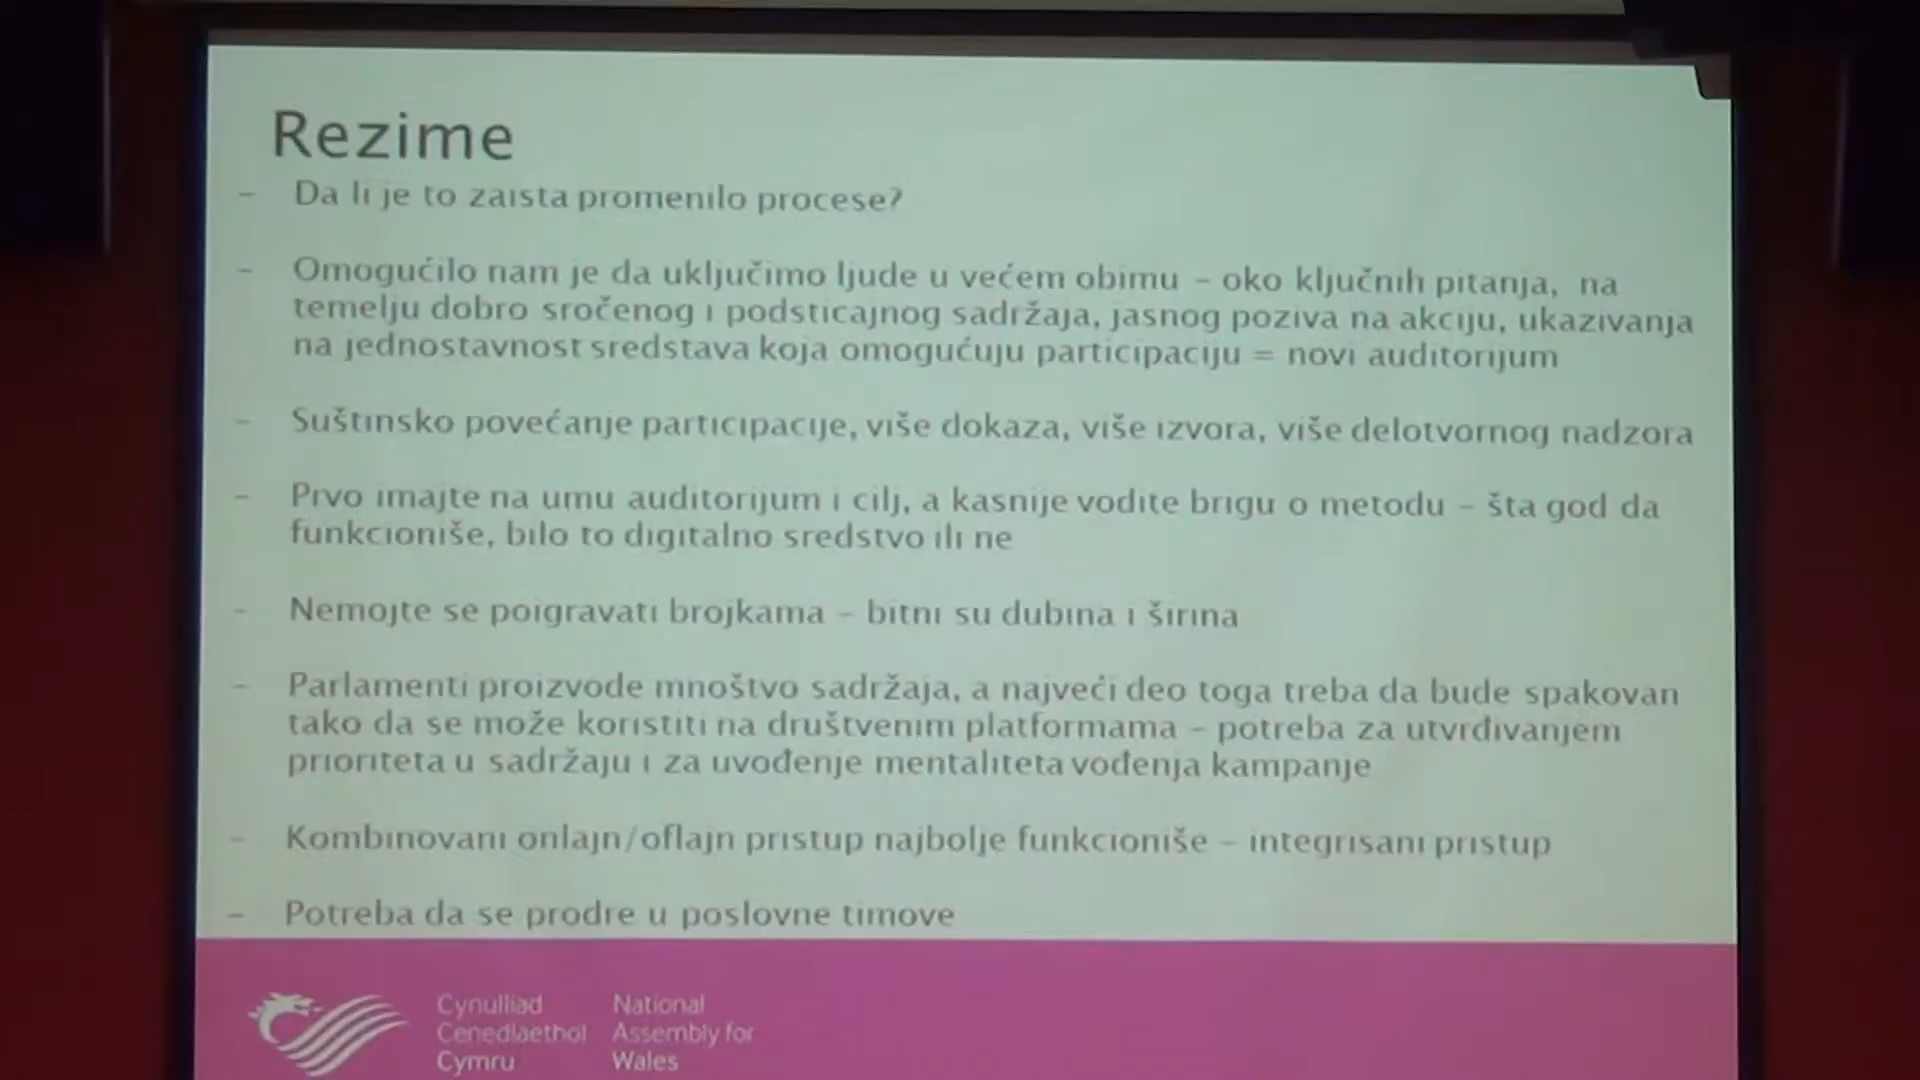 Rezime
– Da li je to zaista promenilo procese?
– Omogućilo nam je da uključimo ljude u većem obimu – oko ključnih pitanja, na
temelju dobro sročenog i podsticajnog sadržaja, jasnog poziva na akciju, ukazivanja
na jednostavnost sredstava koja omogućuju participaciju = novi auditorijum
– Suštinsko povećanje participacije, više dokaza, više izvora, više delotvornog nadzora
– Prvo imajte na umu auditorijum i cilj, a kasnije vodite brigu o metodu – šta god da
funkcioniše, bilo to digitalno sredstvo ili ne
– Nemojte se poigravati brojkama – bitni su dubina i širina
– Parlamenti proizvode mnoštvo sadržaja, a najveći deo toga treba da bude spakovan
tako da se može koristiti na društvenim platformama – potreba za utvrđivanjem
prioriteta u sadržaju i za uvođenje mentaliteta vođenja kampanje
– Kombinovani onlajn/oflajn pristup najbolje funkcioniše – integrisani pristup
– Potreba da se prodre u poslovne timove
Cynulliad
Cenedlaethol
Cymru
National
Assembly for
Wales